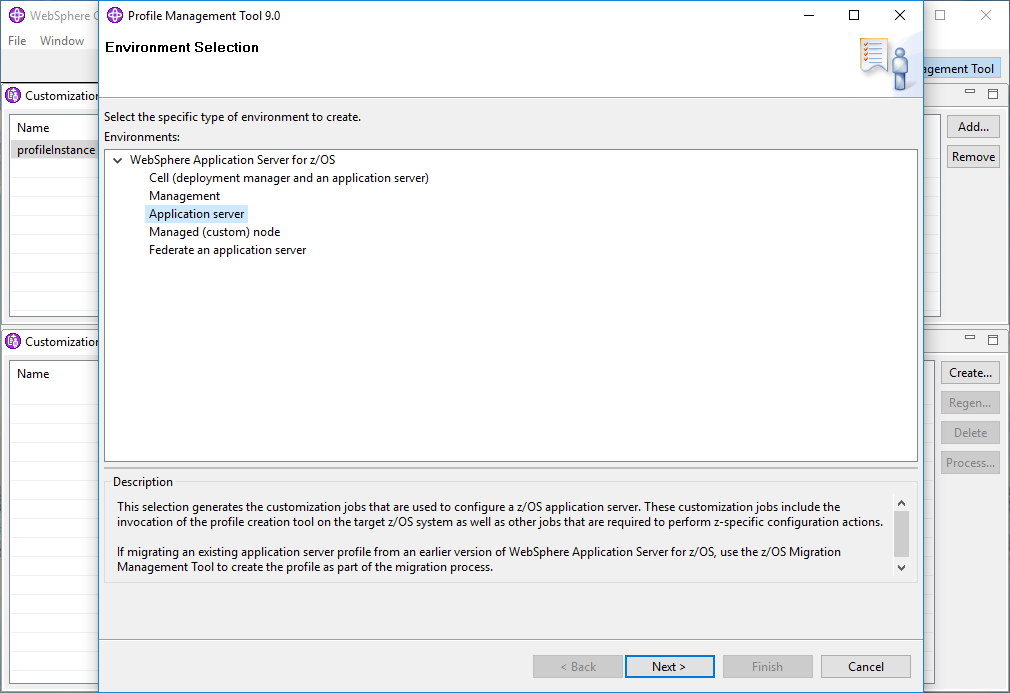 WebSphere C
File Window
agement Tool
Customization
Name
profileInstance
Add...
Remove
Customization
Name
Create...
Regen...
Delete
Process...
Profile Management Tool 9.0
Environment Selection
Select the specific type of environment to create.
Environments:
WebSphere Application Server for z/OS
Cell (deployment manager and an application server)
Management
Application server
Managed (custom) node
Federate an application server
Description
This selection generates the customization jobs that are used to configure a z/OS application server. These customization jobs include the
invocation of the profile creation tool on the target z/OS system as well as other jobs that are required to perform z-specific configuration actions.
If migrating an existing application server profile from an earlier version of WebSphere Application Server for z/OS, use the z/OS Migration
Management Tool to create the profile as part of the migration process.
< Back
Next >
Finish
Cancel